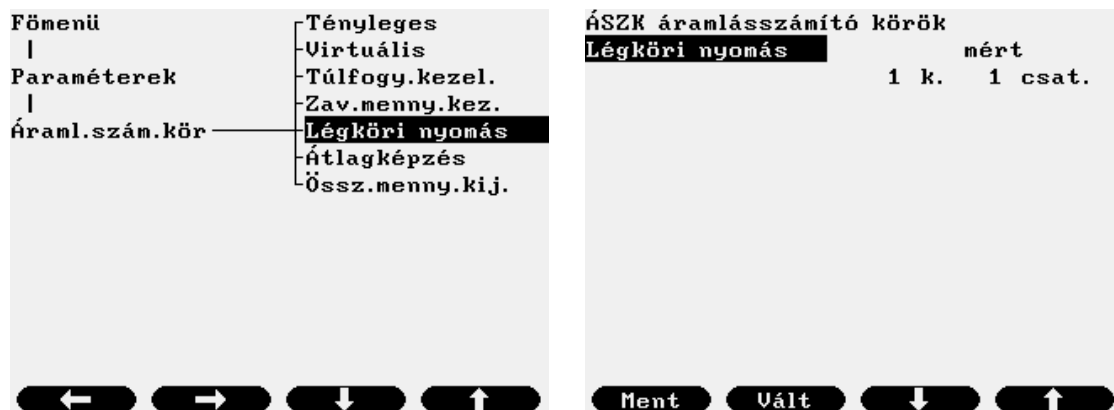 Fömenü
Paraméterek
Áraml.szám.kör
Tényleges
Virtuális
Túlfogy.kezel.
Zav.menny.kez.
Légköri nyomás
Átlagképzés
Össz.menny.kij.
ÁSZK áramlásszámító körök
Légköri nyomás mért
1 k. 1 csat.
Ment Vált